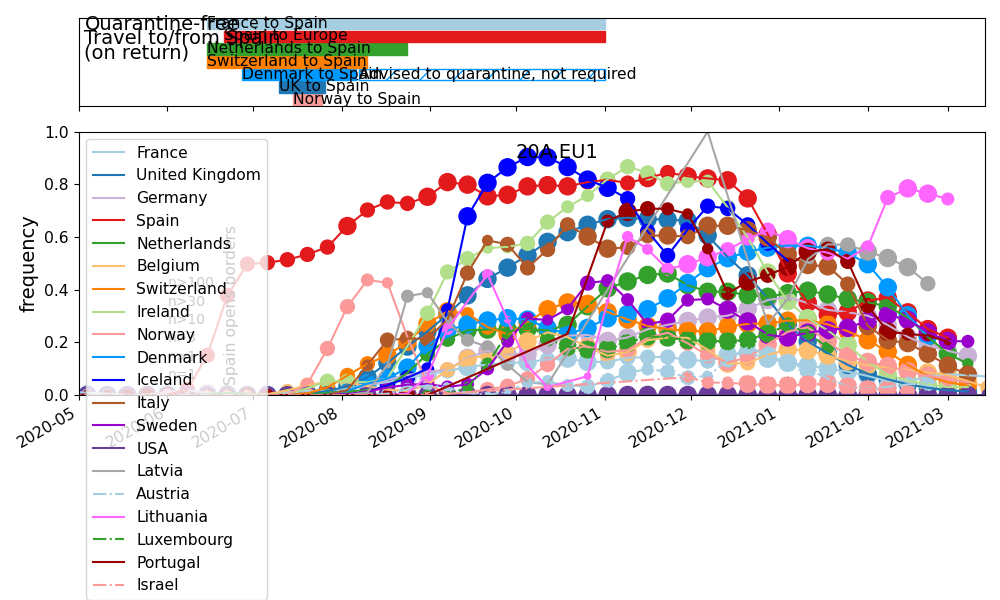 Quarantine-free
Travel to/from Spain
(on return)
France to Spain
Spain to Europe
Netherlands to Spain
Switzerland to Spain
Denmark to Spain
Advised to quarantine, not required
UK to Spain
Norway to Spain
20A.EU1
frequency
1.0
0.8
0.6
0.4
0.2
0.0
France
United Kingdom
Germany
Spain
Netherlands
Belgium
Switzerland
Ireland
Norway
Denmark
Iceland
Italy
Sweden
USA
Latvia
Austria
Lithuania
Luxembourg
Portugal
Israel
n>100
n>30
n>10
Spain opens borders
2020-05
2020-06
2020-07
2020-08
2020-09
2020-10
2020-11
2020-12
2021-01
2021-02
2021-03